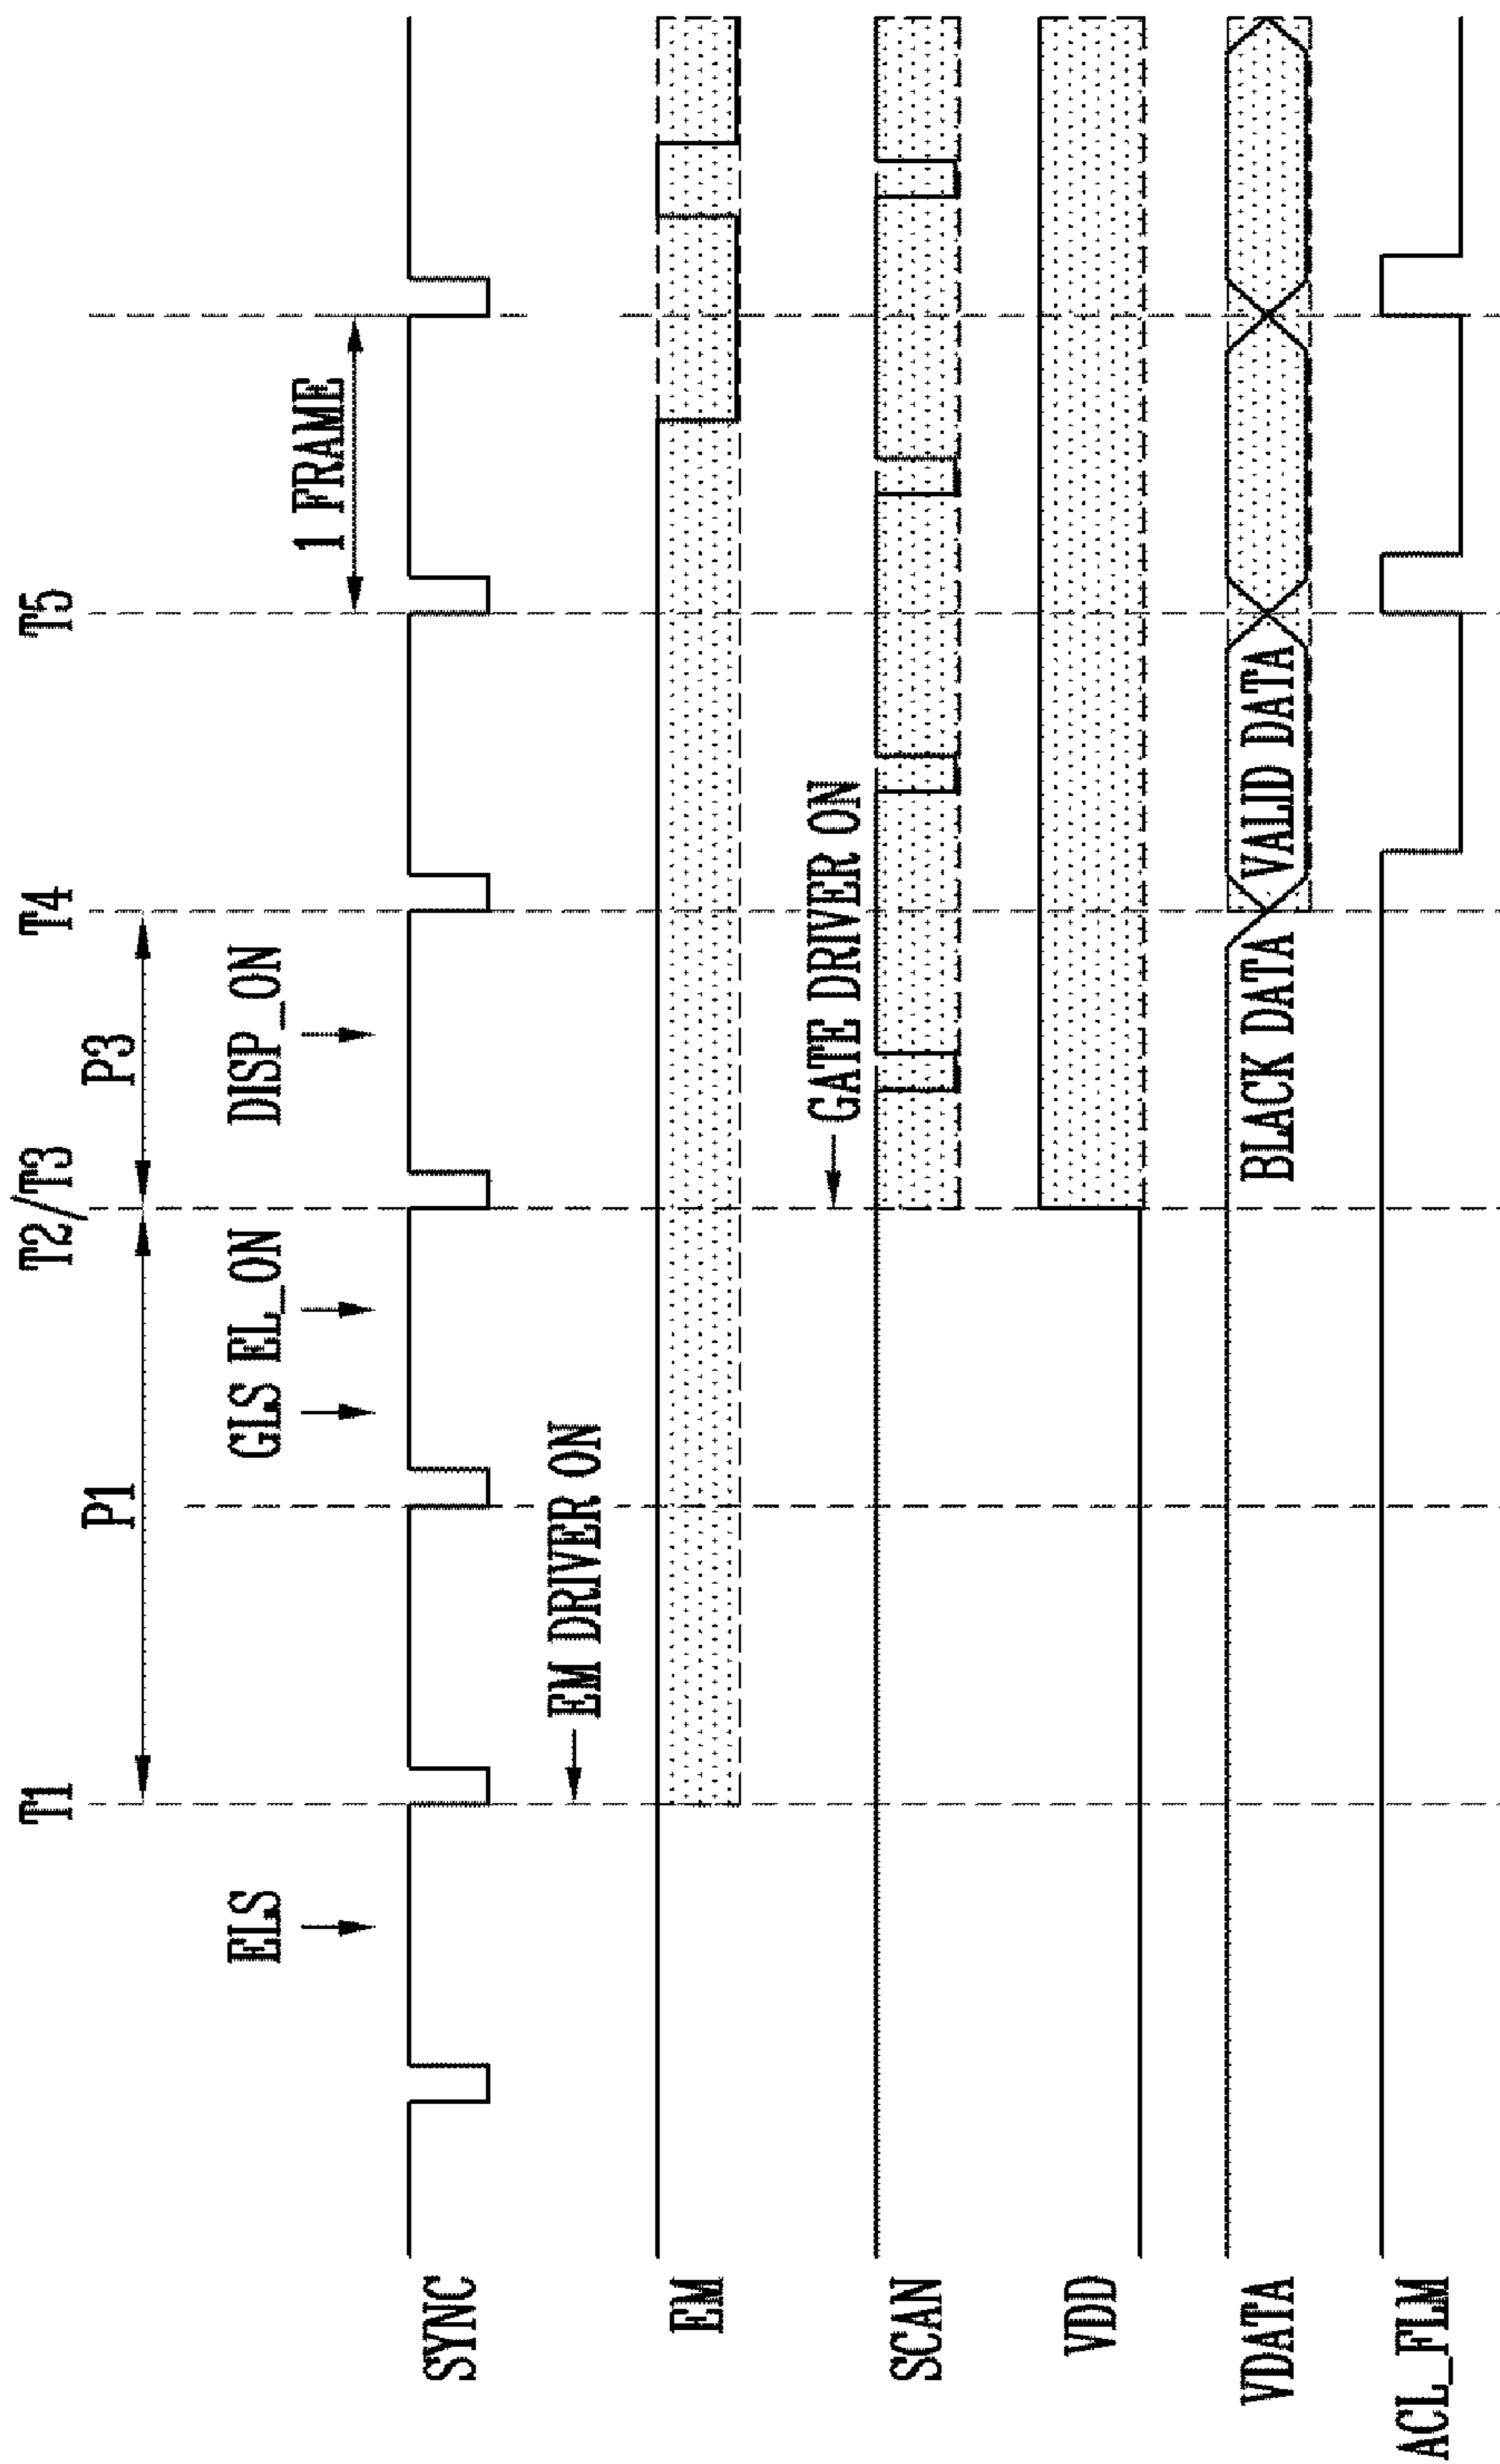 T1
T2/T3
T4
T5
P1
P3
ELS
GLS EL_ON
DISP_ON
1 FRAME
SYNC
EM DRIVER ON
EM
GATE DRIVER ON
SCAN
VDD
VDATA
BLACK DATA
VALID DATA
ACL_FLM